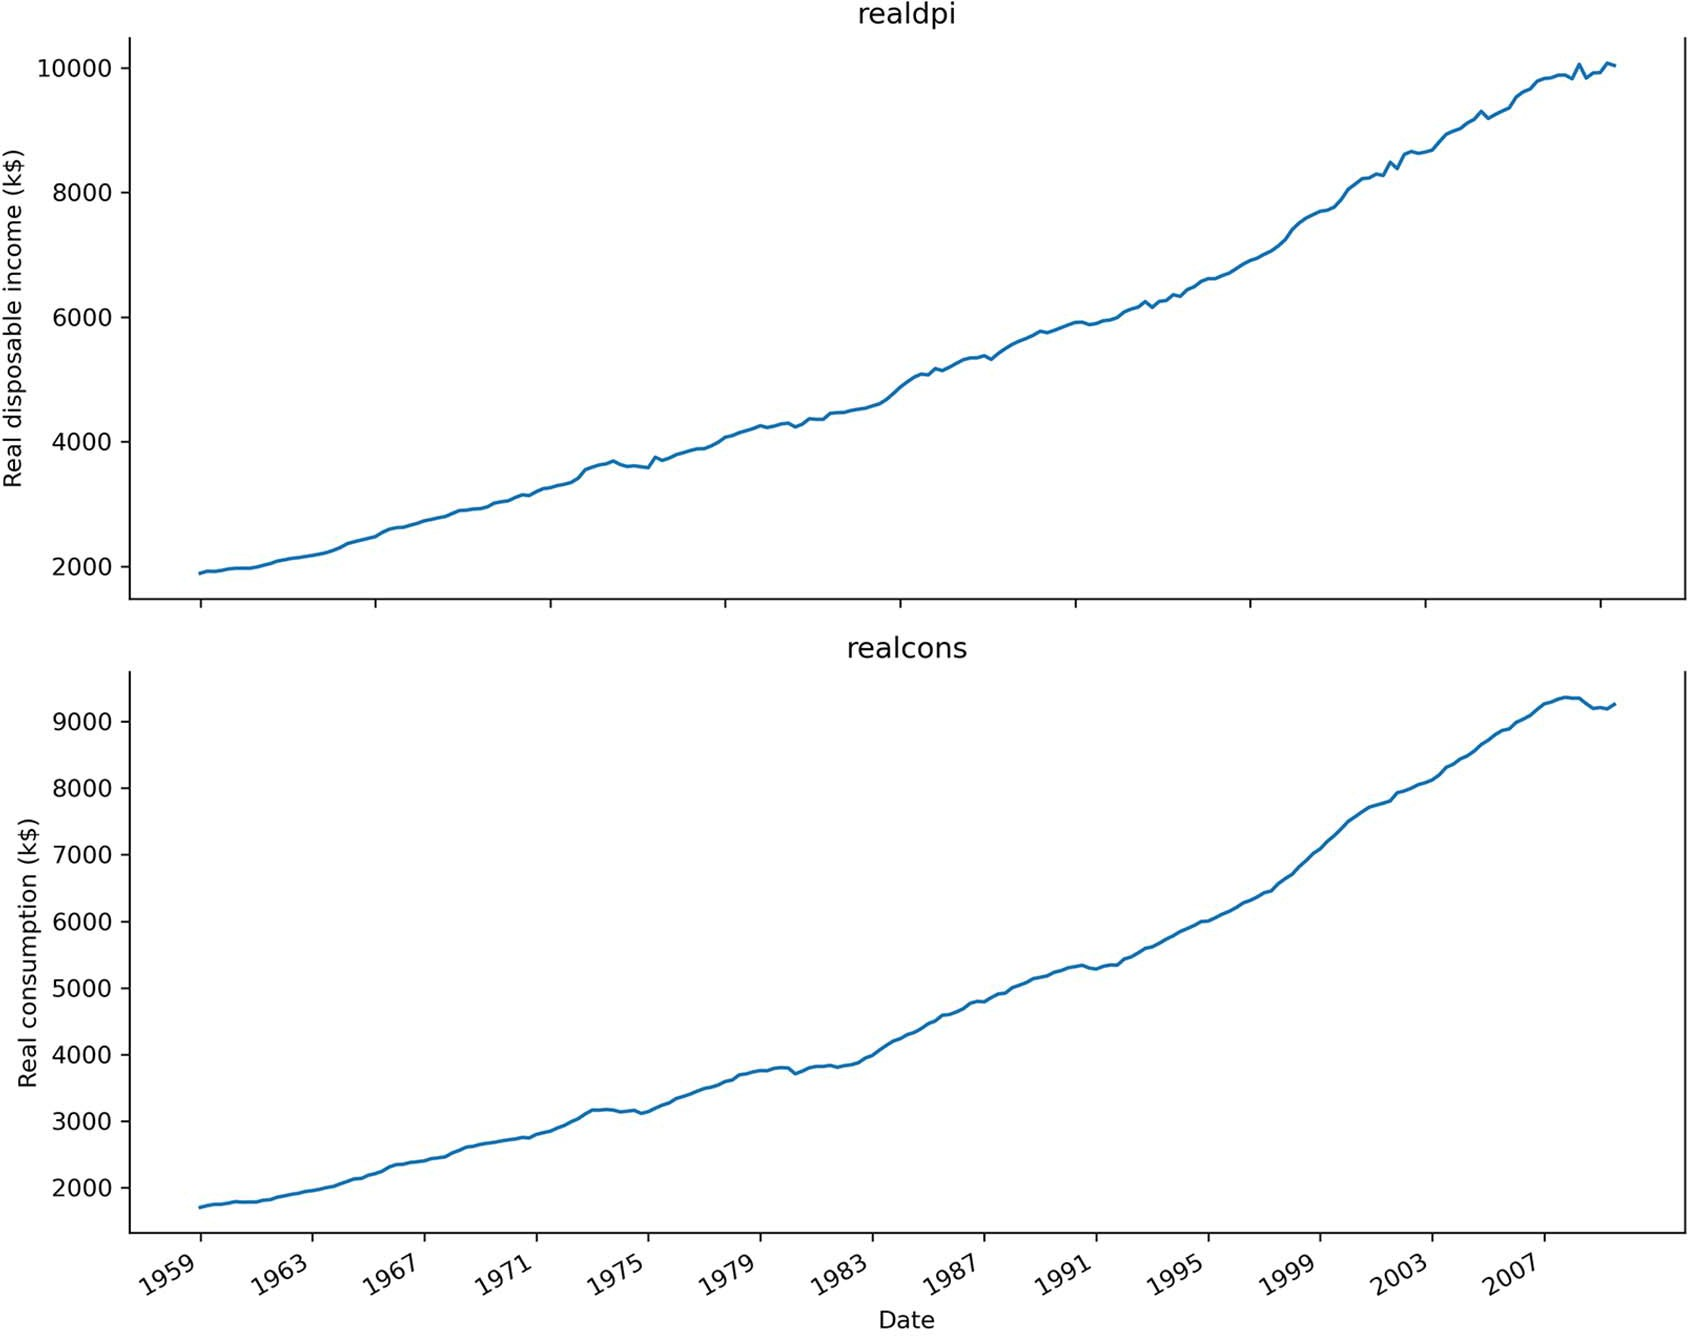 realdpi
10000
8000
6000
4000
2000
Real disposable income (k$)
realcons
9000
8000
7000
6000
5000
4000
3000
2000
Real consumption (k$)
1959 1963 1967 1971 1975 1979 1983 1987 1991 1995 1999 2003 2007
Date